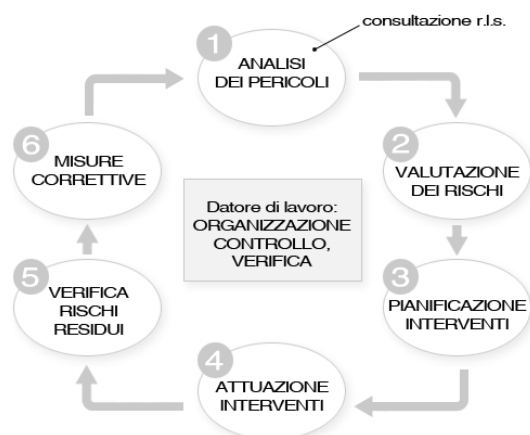 consultazione r.l.s.
1
ANALISI
DEI PERICOLI
2
VALUTAZIONE
DEI RISCHI
3
PIANIFICAZIONE
INTERVENTI
4
ATTUAZIONE
INTERVENTI
5
VERIFICA
RISCHI
RESIDUI
6
MISURE
CORRETTIVE
Datore di lavoro:
ORGANIZZAZIONE
CONTROLLO,
VERIFICA